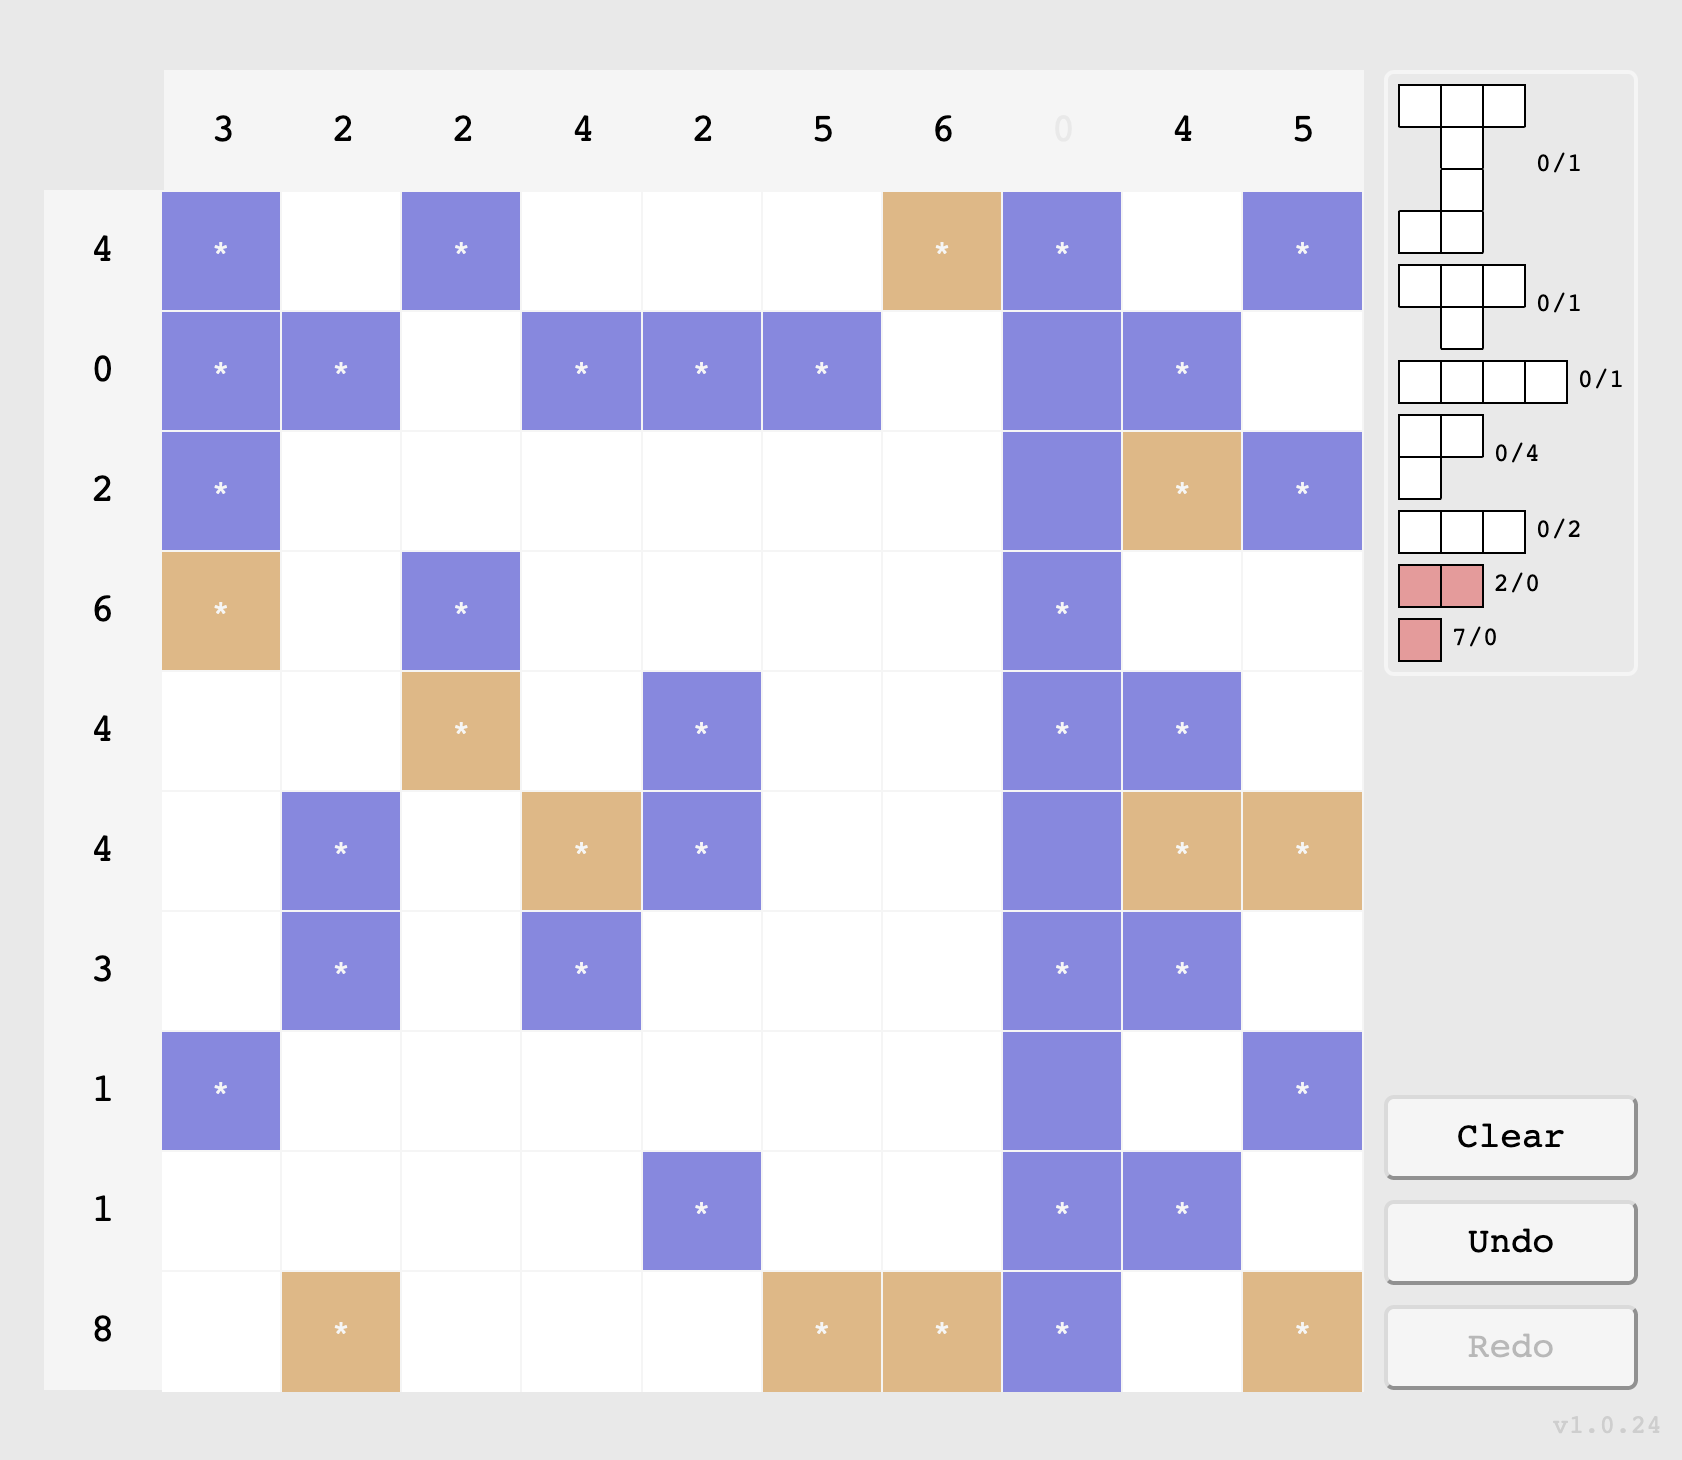 3 2 2 4 2 5 6 0 4 5
4 * * * * *
0 * * * * * *
2 * * *
6 * * *
4 * * * *
4 * * * * *
3 * * * *
1 * *
1 * * *
8 * * * * *
0/1
0/1
0/1
0/4
0/2
2/0
7/0
Clear
Undo
Redo
v1.0.24